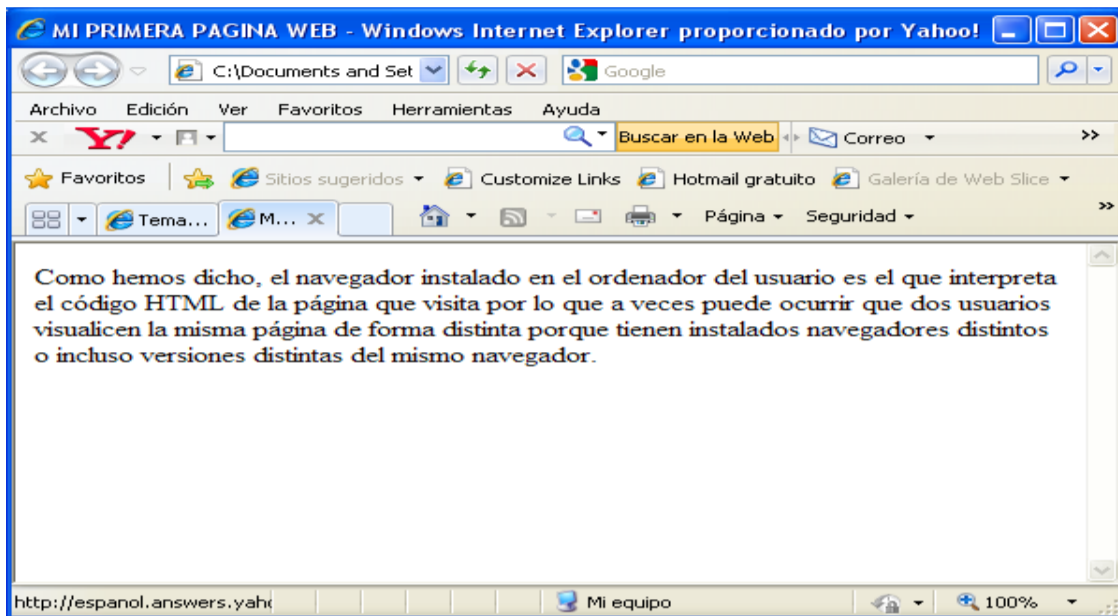 MI PRIMERA PAGINA WEB - Windows Internet Explorer proporcionado por Yahoo!
C:\Documents and Set Google
Archivo Edición Ver Favoritos Herramientas Ayuda
Y! Buscar en la Web Correo
Favoritos Sitios sugeridos Customize Links Hotmail gratuito Galería de Web Slice
Tema... M... Página Seguridad
Como hemos dicho, el navegador instalado en el ordenador del usuario es el que interpreta
el código HTML de la página que visita por lo que a veces puede ocurrir que dos usuarios
visualicen la misma página de forma distinta porque tienen instalados navegadores distintos
o incluso versiones distintas del mismo navegador.
http://espanol.answers.yah Mi equipo 100%